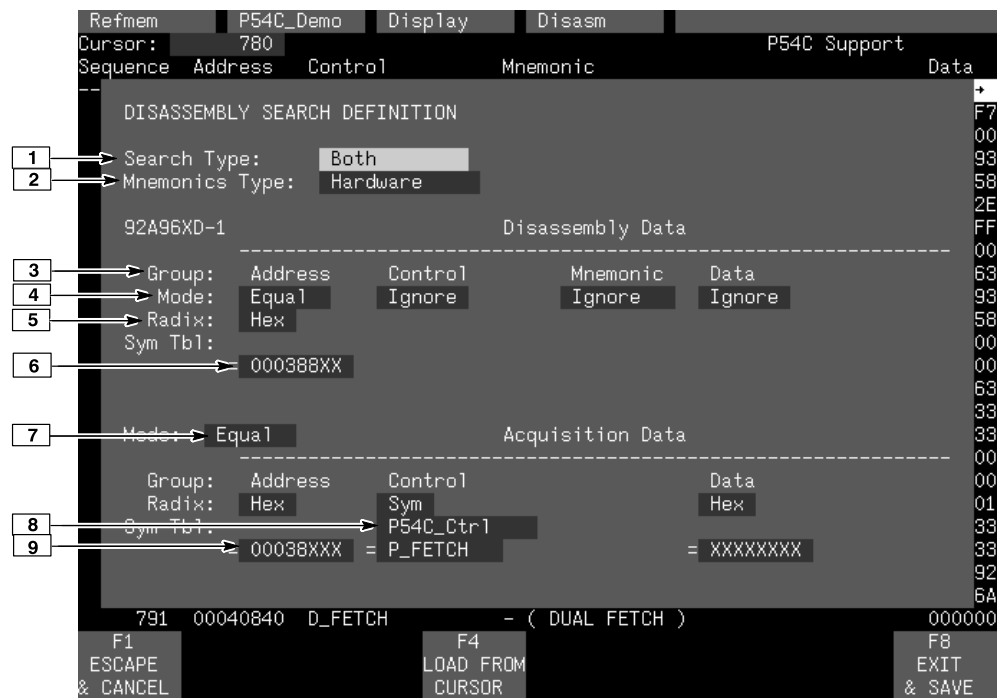 Refmem P54C_Demo Display Disasm
Cursor: 780 P54C Support
Sequence Address Control Mnemonic Data
--
DISASSEMBLY SEARCH DEFINITION F7
00
1 Search Type: Both 93
2 Mnemonics Type: Hardware 58
2E
92A96XD-1 Disassembly Data FF
-------------------------------------------------------------- 00
3 Group: Address Control Mnemonic Data 63
4 Mode: Equal Ignore Ignore Ignore 93
5 Radix: Hex 58
Sym Tbl: 00
6 = 000388XX 00
63
33
7 Mode: Equal Acquisition Data 33
-------------------------------------------------------------- 00
Group: Address Control Data 00
Radix: Hex Sym Hex 01
8 Sym Tbl: P54C_Ctrl 33
9 = 00038XXX = P_FETCH = XXXXXXXX 33
92
6A
791 00040840 D_FETCH - ( DUAL FETCH ) 000000
F1 F4 F8
ESCAPE LOAD FROM EXIT
& CANCEL CURSOR & SAVE